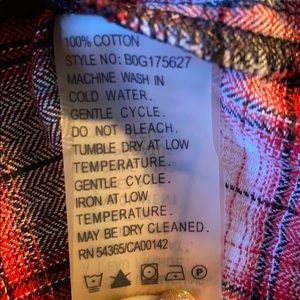 100% COTTON
STYLE NO: B0G175627
MACHINE WASH IN
COLD WATER.
GENTLE CYCLE.
DO NOT BLEACH.
TUMBLE DRY AT LOW
TEMPERATURE.
GENTLE CYCLE.
IRON AT LOW
TEMPERATURE.
MAY BE DRY CLEANED.
RN 54365/CA00142